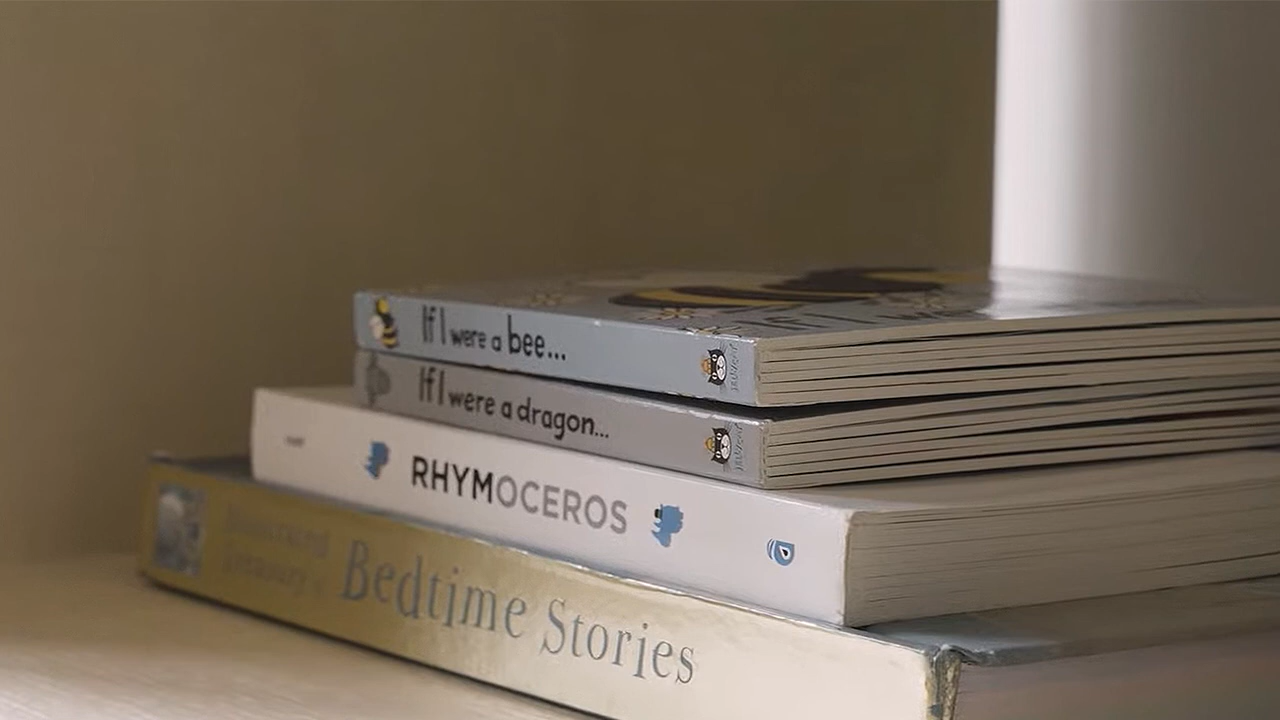 If I were a bee...
If I were a dragon...
RHYMOCEROS
Bedtime Stories